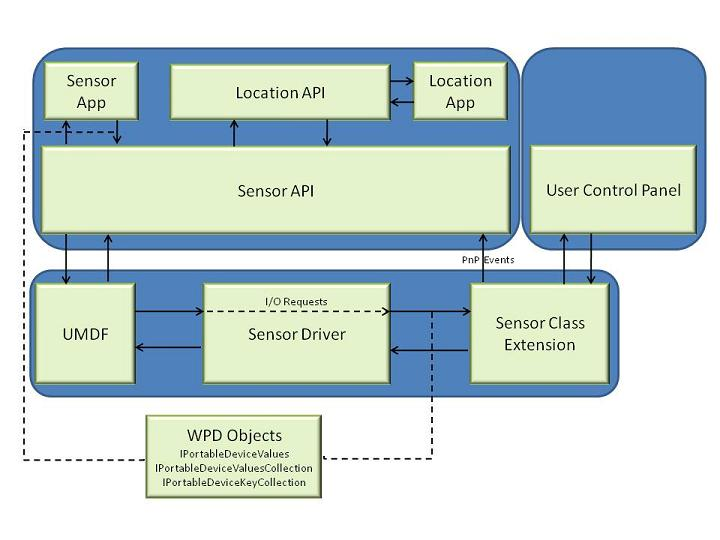 Sensor
App
Location API
Location
App
Sensor API
User Control Panel
PnP Events
UMDF
I/O Requests
Sensor Driver
Sensor Class
Extension
WPD Objects
IPortableDeviceValues
IPortableDeviceValuesCollection
IPortableDeviceKeyCollection